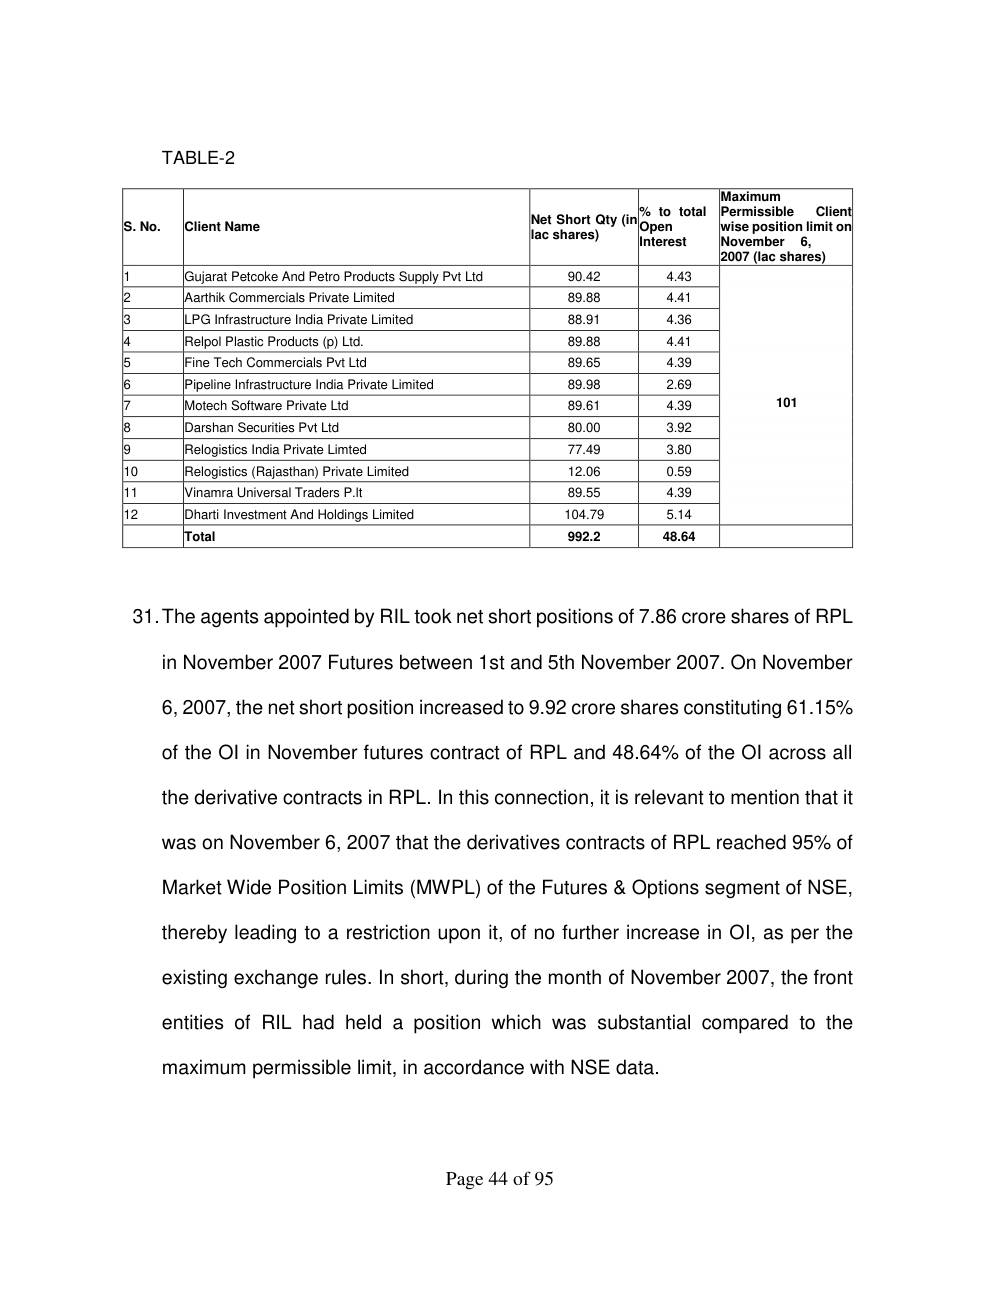 TABLE-2
S. No. Client Name Net Short Qty (in lac shares) % to total Open Interest Maximum Permissible Client wise position limit on November 6, 2007 (lac shares)
1 Gujarat Petcoke And Petro Products Supply Pvt Ltd 90.42 4.43
2 Aarthik Commercials Private Limited 89.88 4.41
3 LPG Infrastructure India Private Limited 88.91 4.36
4 Relpol Plastic Products (p) Ltd. 89.88 4.41
5 Fine Tech Commercials Pvt Ltd 89.65 4.39
6 Pipeline Infrastructure India Private Limited 89.98 2.69
7 Motech Software Private Ltd 89.61 4.39
101
8 Darshan Securities Pvt Ltd 80.00 3.92
9 Relogistics India Private Limted 77.49 3.80
10 Relogistics (Rajasthan) Private Limited 12.06 0.59
11 Vinamra Universal Traders P.lt 89.55 4.39
12 Dharti Investment And Holdings Limited 104.79 5.14
Total 992.2 48.64
31. The agents appointed by RIL took net short positions of 7.86 crore shares of RPL
in November 2007 Futures between 1st and 5th November 2007. On November
6, 2007, the net short position increased to 9.92 crore shares constituting 61.15%
of the OI in November futures contract of RPL and 48.64% of the OI across all
the derivative contracts in RPL. In this connection, it is relevant to mention that it
was on November 6, 2007 that the derivatives contracts of RPL reached 95% of
Market Wide Position Limits (MWPL) of the Futures & Options segment of NSE,
thereby leading to a restriction upon it, of no further increase in OI, as per the
existing exchange rules. In short, during the month of November 2007, the front
entities of RIL had held a position which was substantial compared to the
maximum permissible limit, in accordance with NSE data.
Page 44 of 95